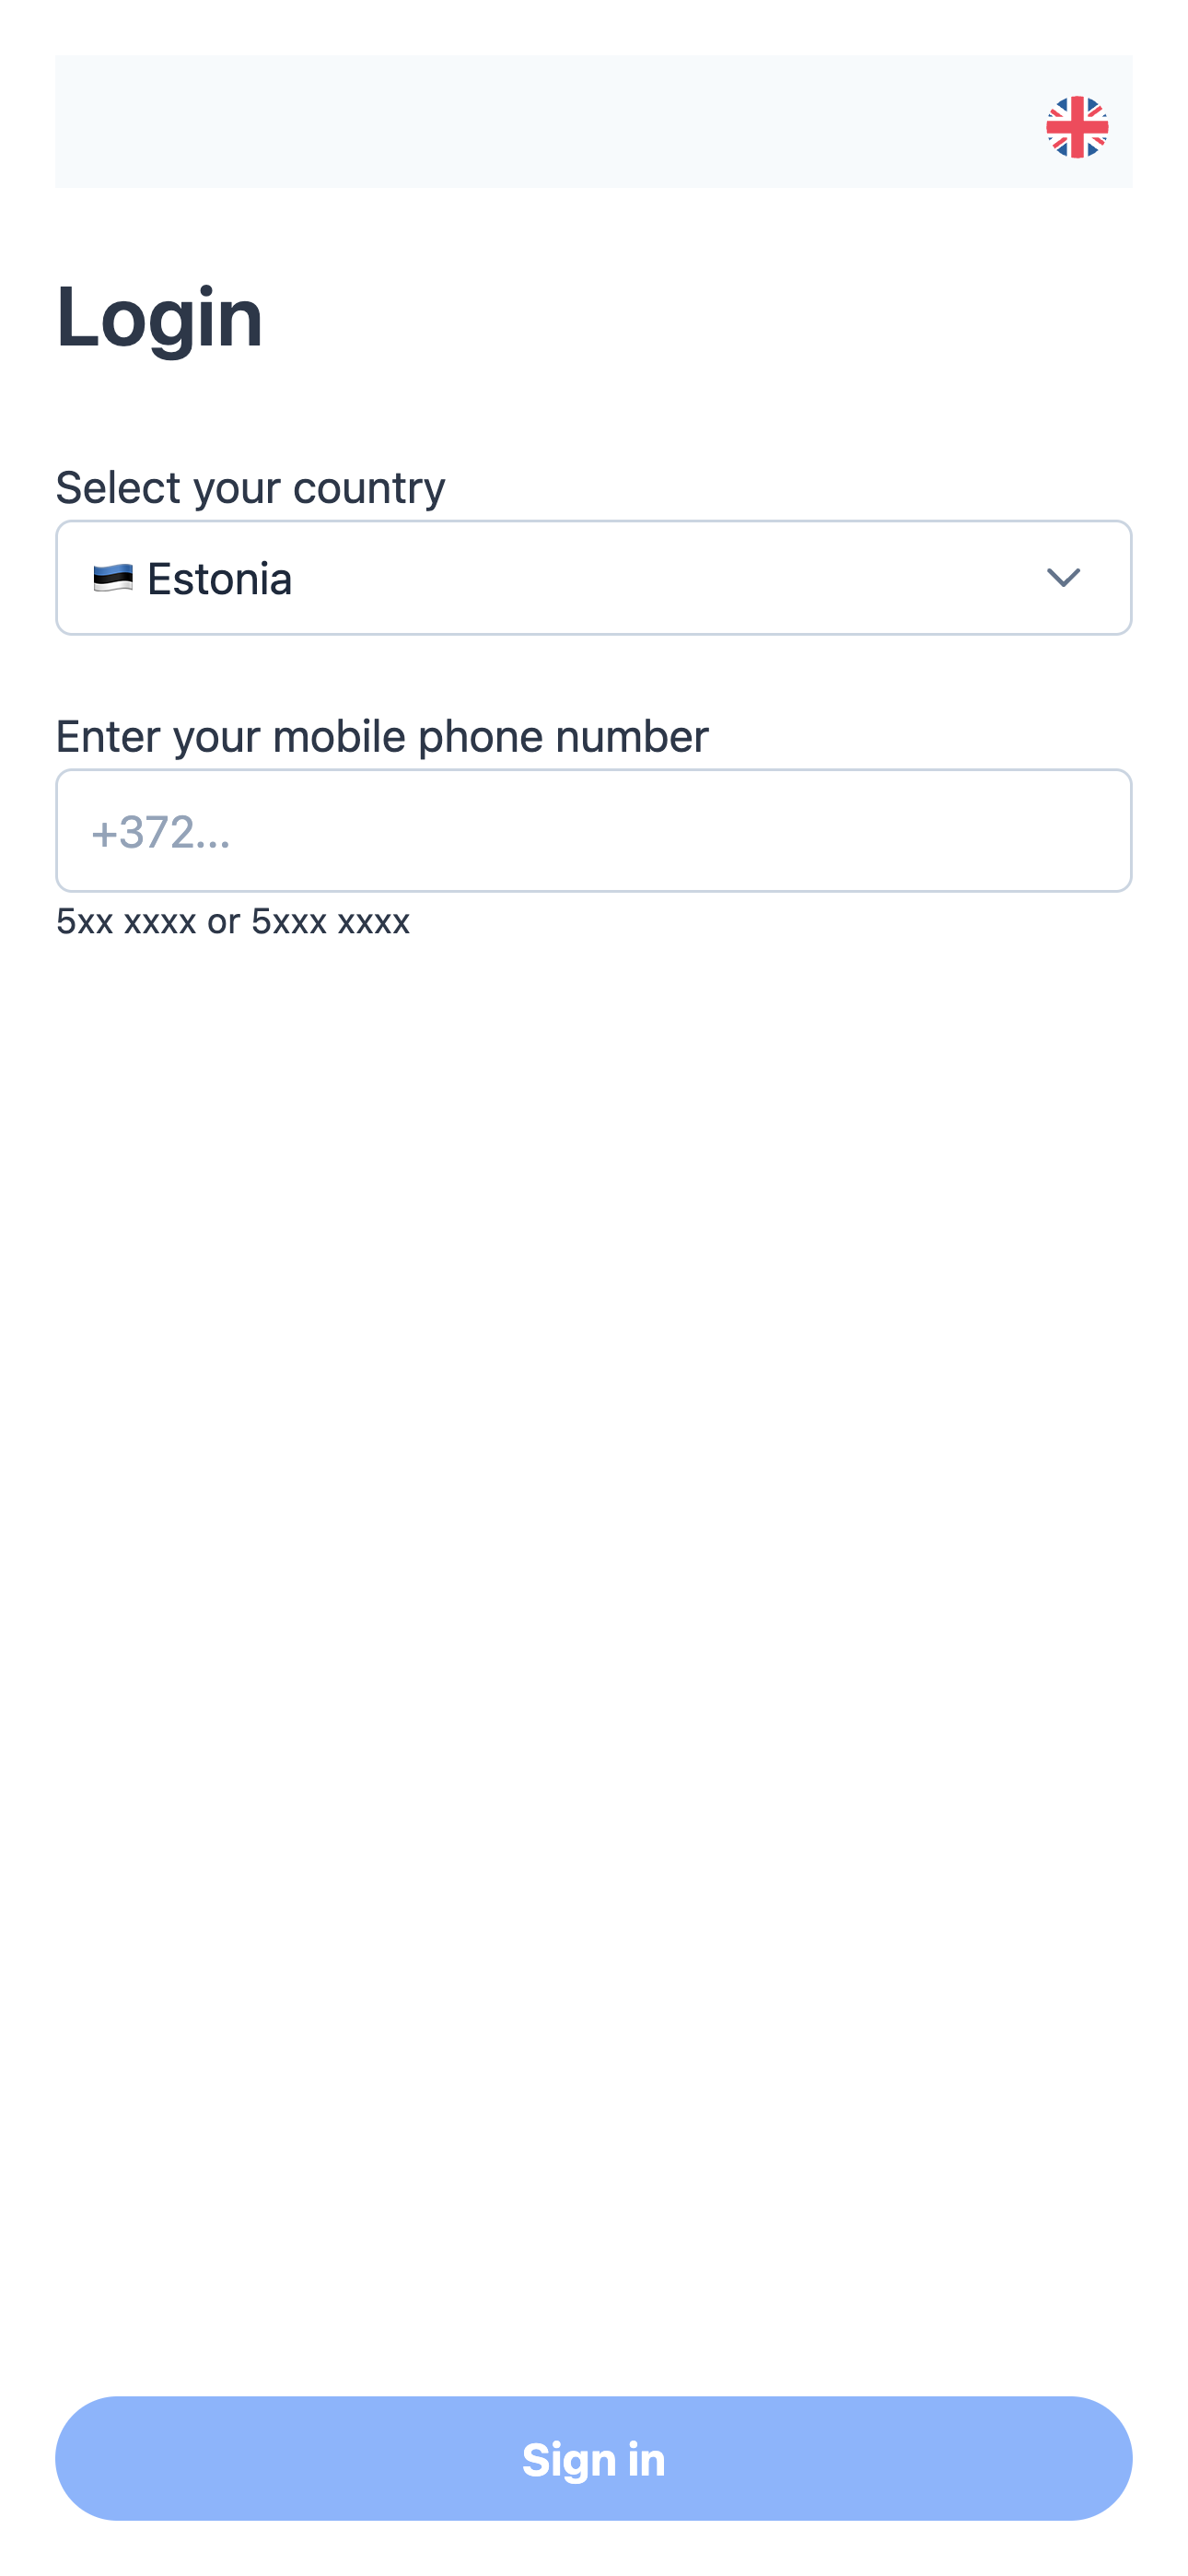 Login
Select your country
Estonia
Enter your mobile phone number
+372...
5xx xxxx or 5xxx xxxx
Sign in